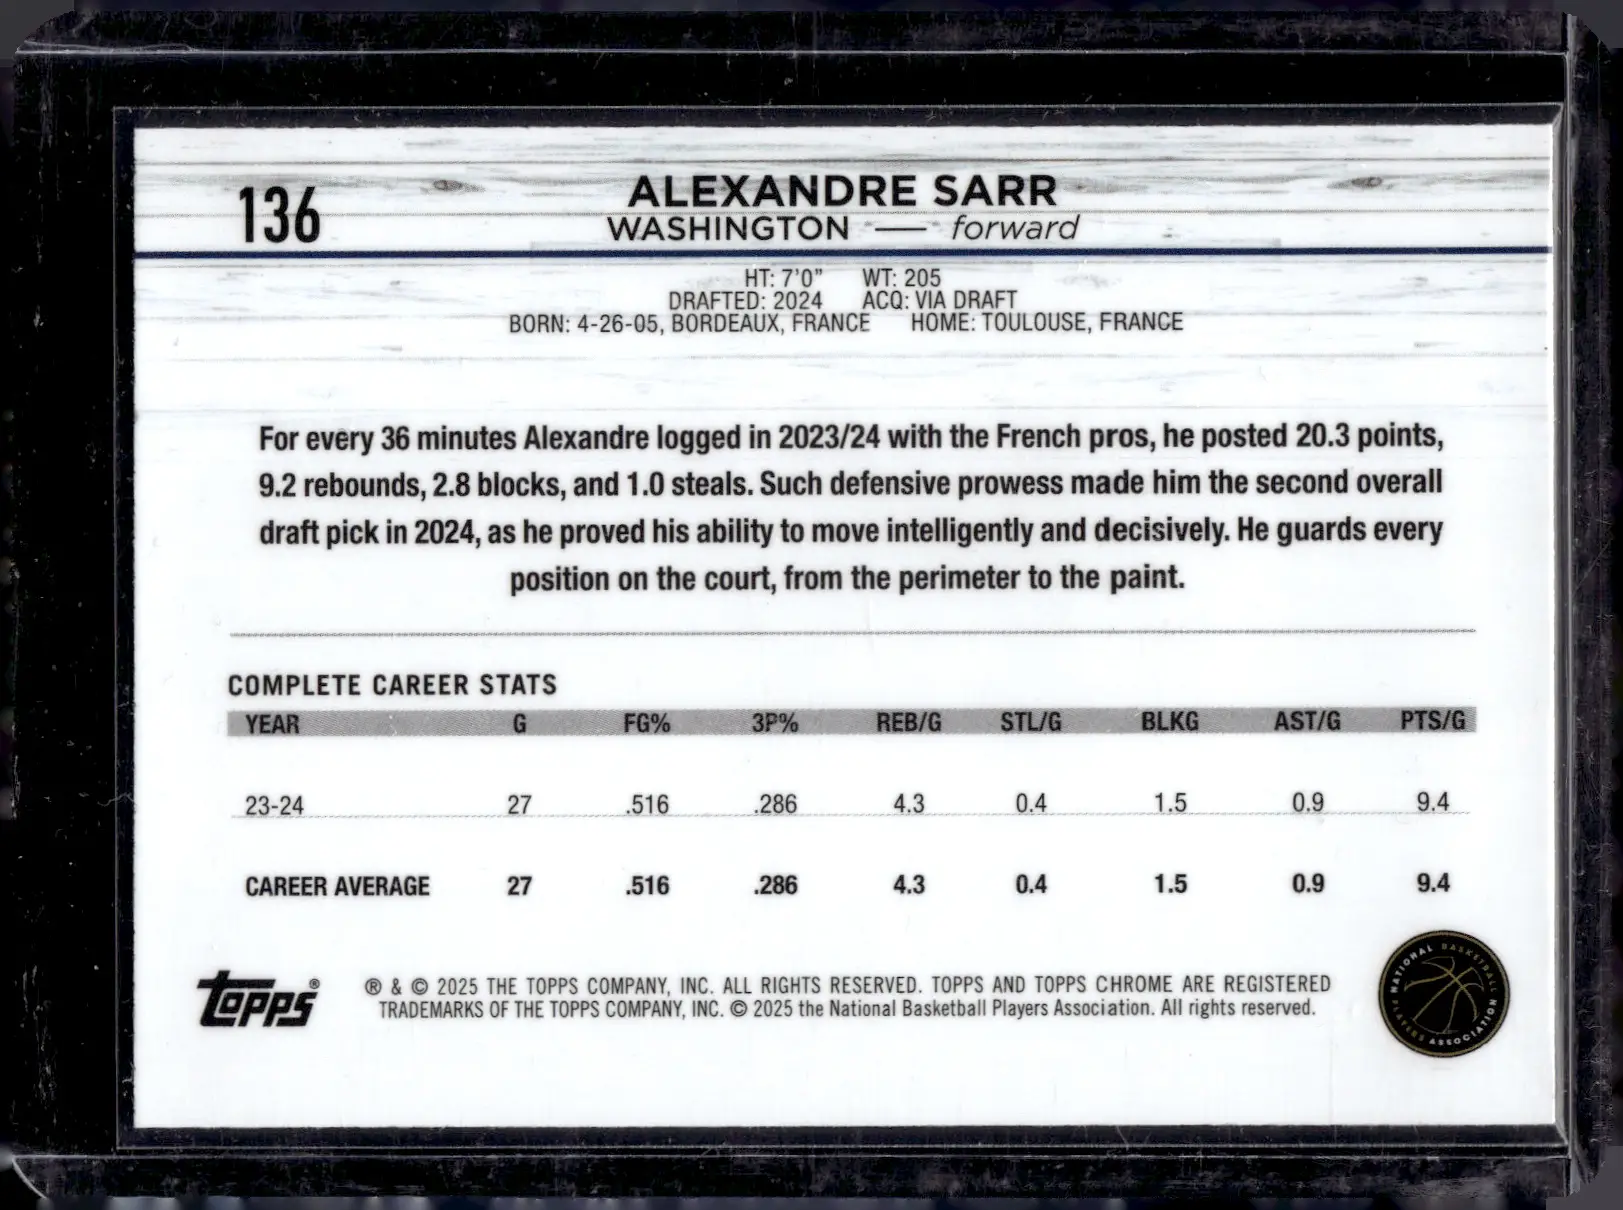 136
ALEXANDRE SARR
WASHINGTON — forward
HT: 7'0" WT: 205
DRAFTED: 2024 ACQ: VIA DRAFT
BORN: 4-26-05, BORDEAUX, FRANCE HOME: TOULOUSE, FRANCE
For every 36 minutes Alexandre logged in 2023/24 with the French pros, he posted 20.3 points,
9.2 rebounds, 2.8 blocks, and 1.0 steals. Such defensive prowess made him the second overall
draft pick in 2024, as he proved his ability to move intelligently and decisively. He guards every
position on the court, from the perimeter to the paint.
COMPLETE CAREER STATS
YEAR G FG% 3P% REB/G STL/G BLKG AST/G PTS/G
23-24 27 .516 .286 4.3 0.4 1.5 0.9 9.4
CAREER AVERAGE 27 .516 .286 4.3 0.4 1.5 0.9 9.4
topps®
® & © 2025 THE TOPPS COMPANY, INC. ALL RIGHTS RESERVED. TOPPS AND TOPPS CHROME ARE REGISTERED
TRADEMARKS OF THE TOPPS COMPANY, INC. © 2025 the National Basketball Players Association. All rights reserved.
NATIONAL BASKETBALL PLAYERS ASSOCIATION